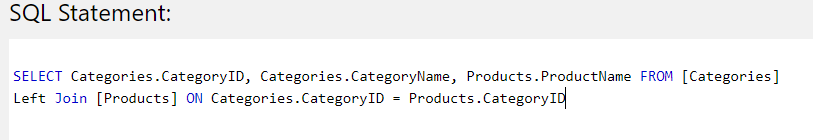 SQL Statement:
SELECT Categories.CategoryID, Categories.CategoryName, Products.ProductName FROM [Categories]
Left Join [Products] ON Categories.CategoryID = Products.CategoryID